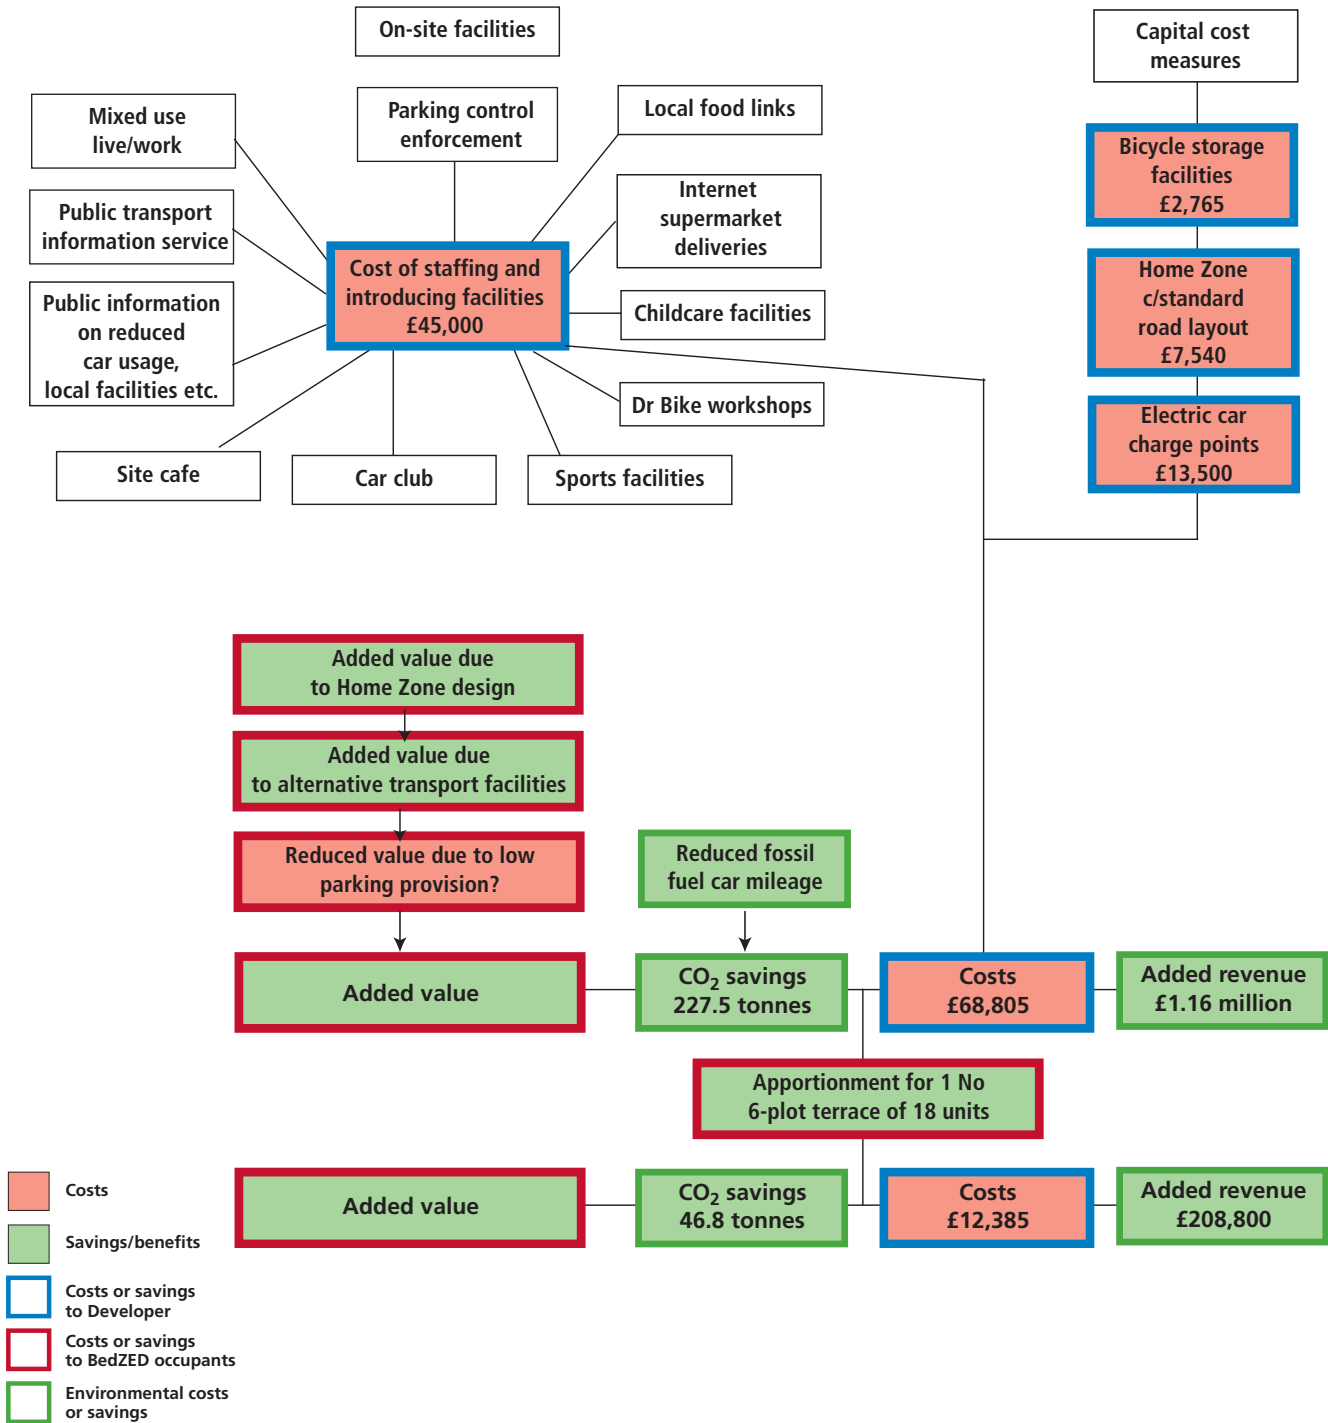 On-site facilities
Capital cost
measures
Mixed use
live/work
Parking control
enforcement
Local food links
Bicycle storage
facilities
£2,765
Public transport
information service
Internet
supermarket
deliveries
Cost of staffing and
introducing facilities
£45,000
Home Zone
c/standard
road layout
£7,540
Public information
on reduced
car usage,
local facilities etc.
Childcare facilities
Dr Bike workshops
Electric car
charge points
£13,500
Site cafe
Car club
Sports facilities
Added value due
to Home Zone design
Added value due
to alternative transport facilities
Reduced value due to low
parking provision?
Reduced fossil
fuel car mileage
Added value
CO₂ savings
227.5 tonnes
Costs
£68,805
Added revenue
£1.16 million
Apportionment for 1 No
6-plot terrace of 18 units
Added value
CO₂ savings
46.8 tonnes
Costs
£12,385
Added revenue
£208,800
Costs
Savings/benefits
Costs or savings
to Developer
Costs or savings
to BedZED occupants
Environmental costs
or savings